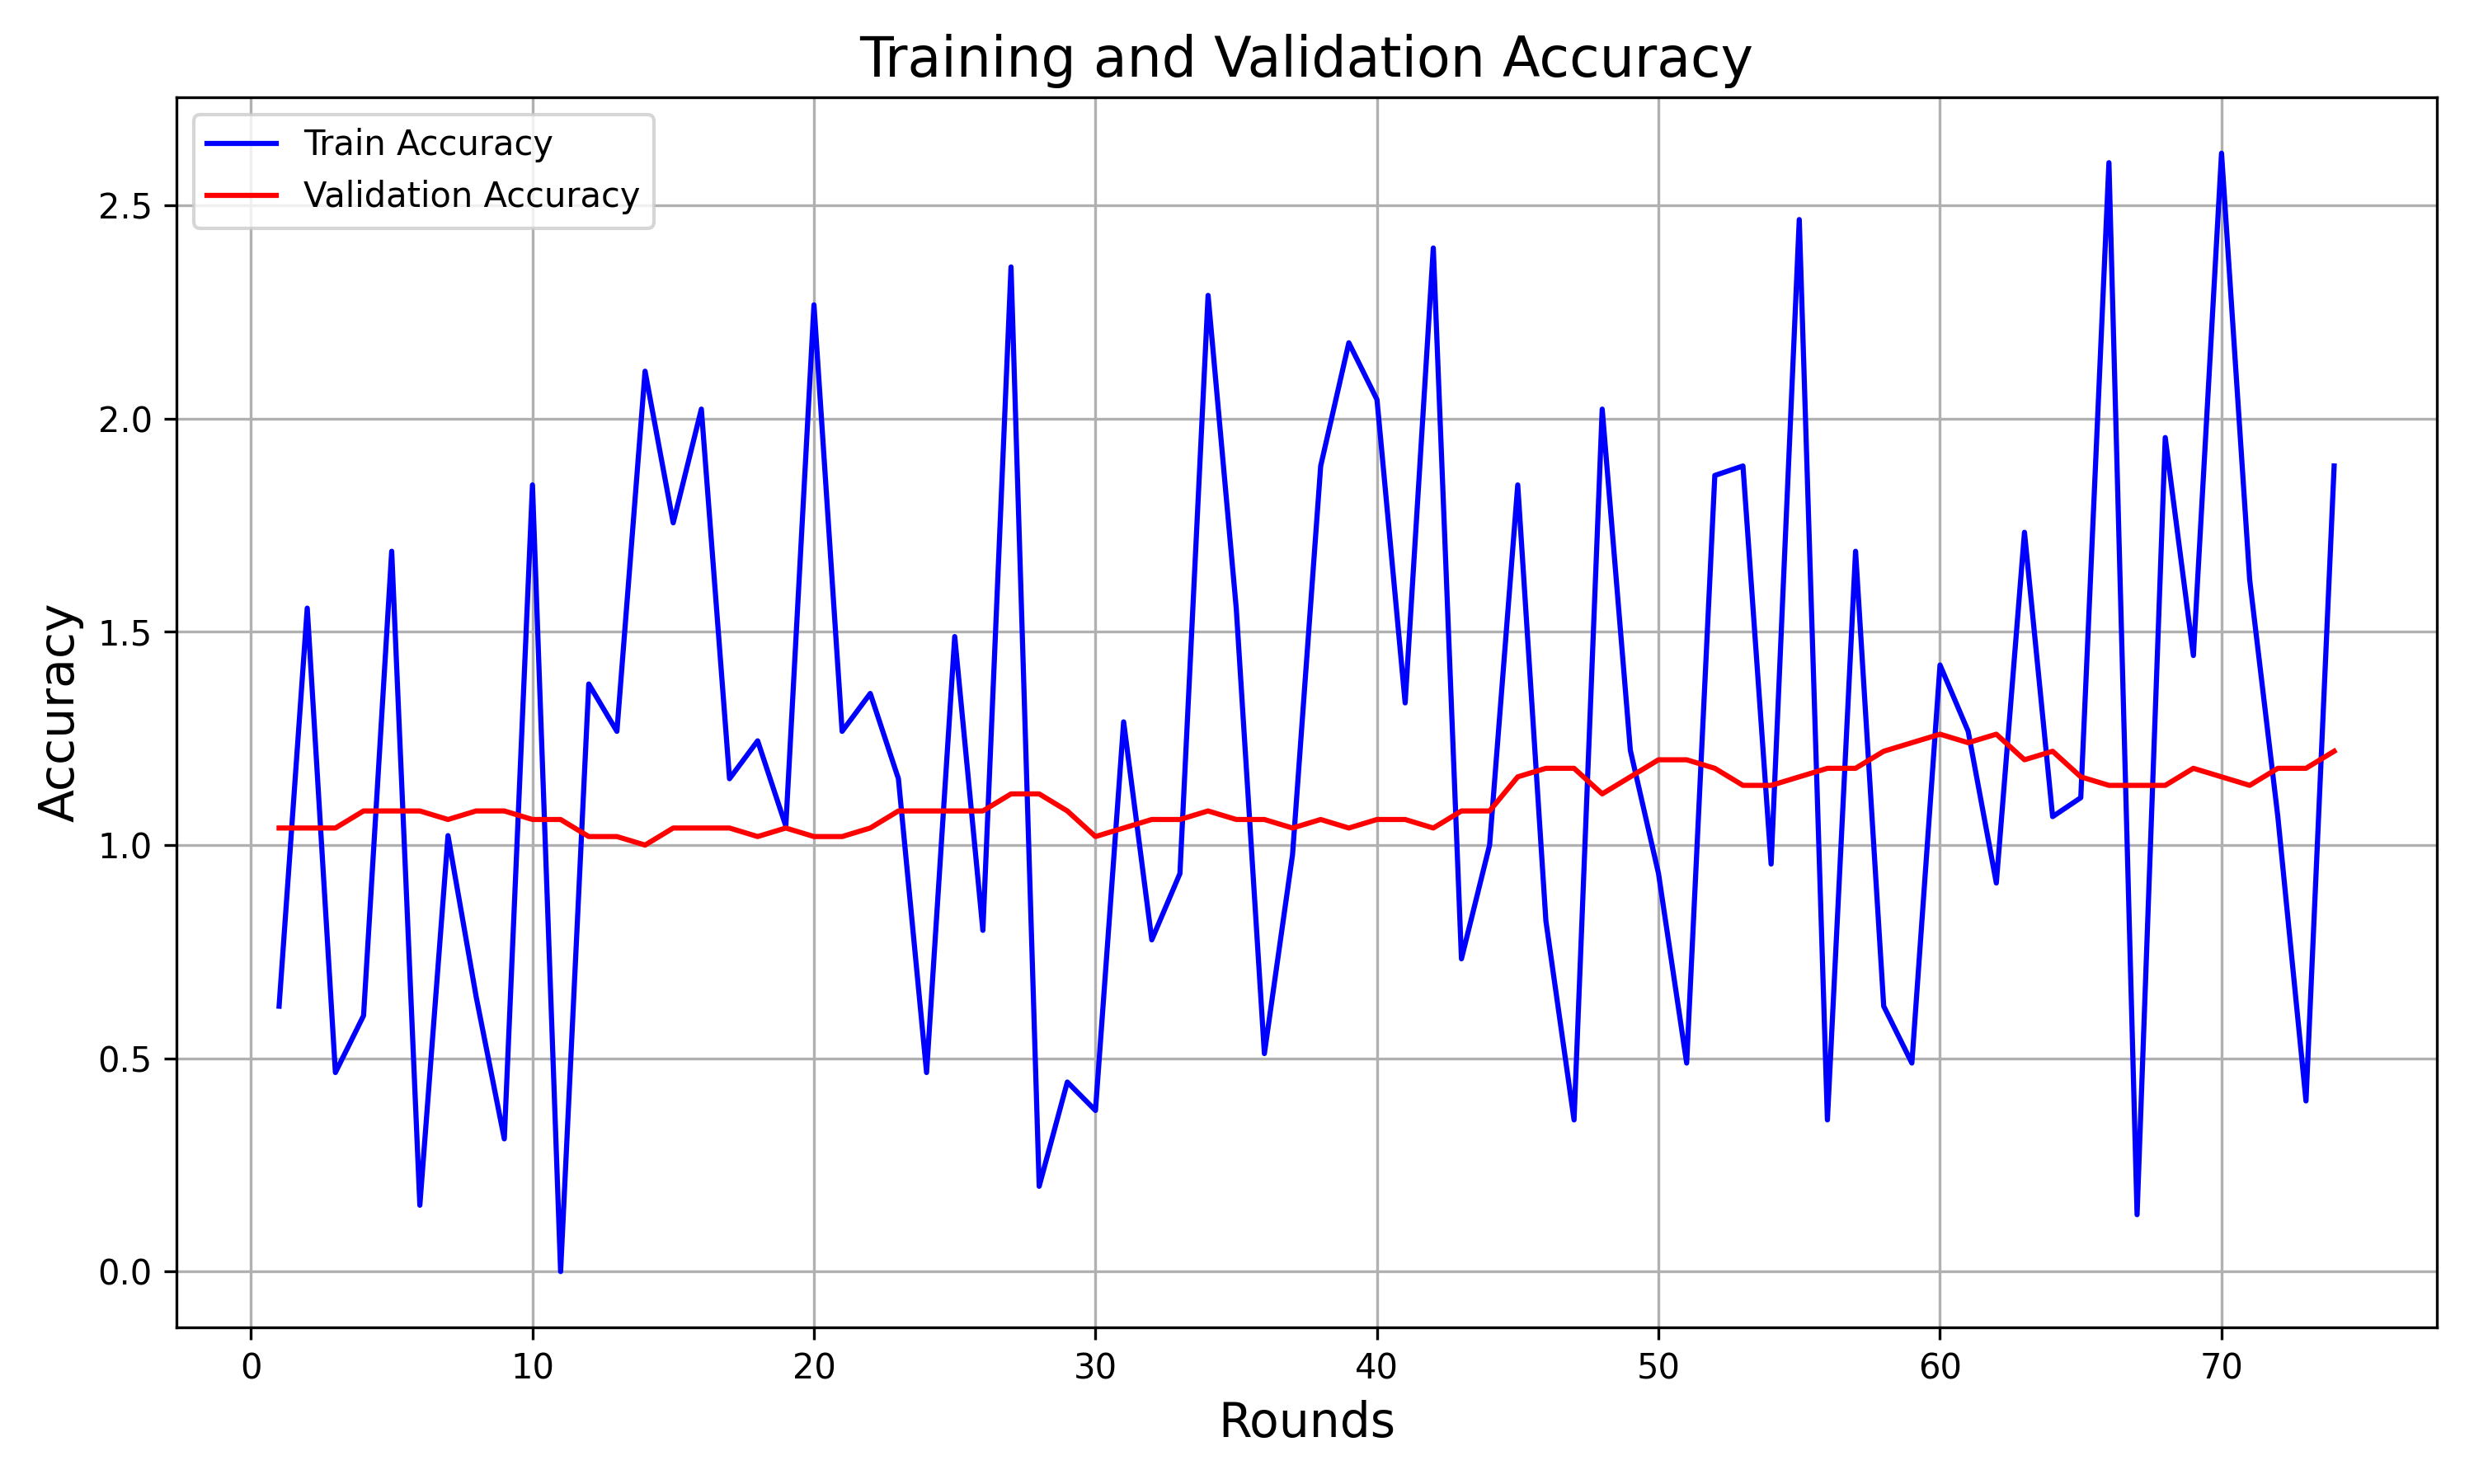 Training and Validation Accuracy
Train Accuracy
Validation Accuracy
2.5
2.0
1.5
1.0
0.5
0.0
Accuracy
0 10 20 30 40 50 60 70
Rounds